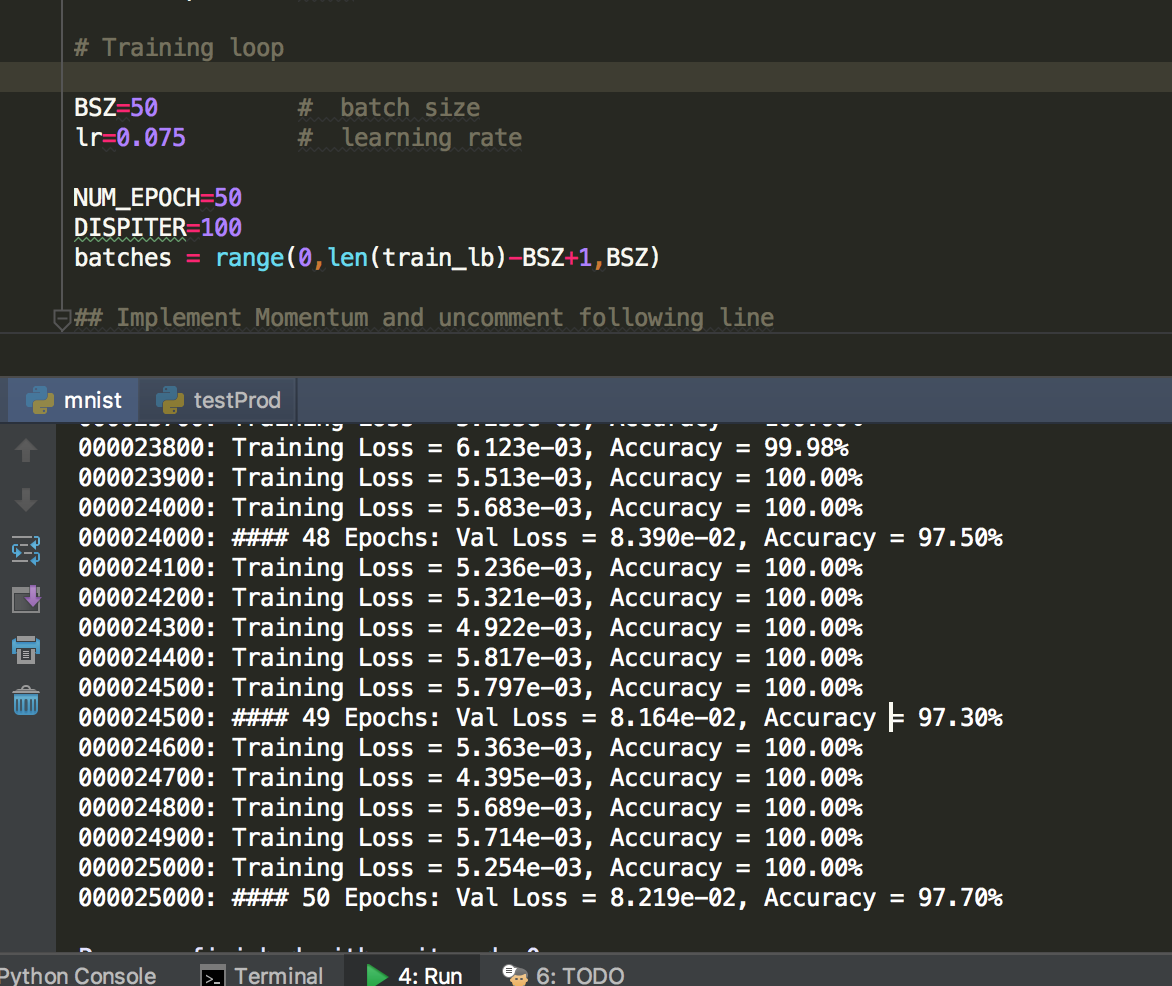 # Training loop
BSZ=50 # batch size
lr=0.075 # learning rate
NUM_EPOCH=50
DISPITER=100
batches = range(0,len(train_lb)-BSZ+1,BSZ)
## Implement Momentum and uncomment following line
mnist testProd
000023800: Training Loss = 6.123e-03, Accuracy = 99.98%
000023900: Training Loss = 5.513e-03, Accuracy = 100.00%
000024000: Training Loss = 5.683e-03, Accuracy = 100.00%
000024000: #### 48 Epochs: Val Loss = 8.390e-02, Accuracy = 97.50%
000024100: Training Loss = 5.236e-03, Accuracy = 100.00%
000024200: Training Loss = 5.321e-03, Accuracy = 100.00%
000024300: Training Loss = 4.922e-03, Accuracy = 100.00%
000024400: Training Loss = 5.817e-03, Accuracy = 100.00%
000024500: Training Loss = 5.797e-03, Accuracy = 100.00%
000024500: #### 49 Epochs: Val Loss = 8.164e-02, Accuracy = 97.30%
000024600: Training Loss = 5.363e-03, Accuracy = 100.00%
000024700: Training Loss = 4.395e-03, Accuracy = 100.00%
000024800: Training Loss = 5.689e-03, Accuracy = 100.00%
000024900: Training Loss = 5.714e-03, Accuracy = 100.00%
000025000: Training Loss = 5.254e-03, Accuracy = 100.00%
000025000: #### 50 Epochs: Val Loss = 8.219e-02, Accuracy = 97.70%
Python Console Terminal 4: Run 6: TODO